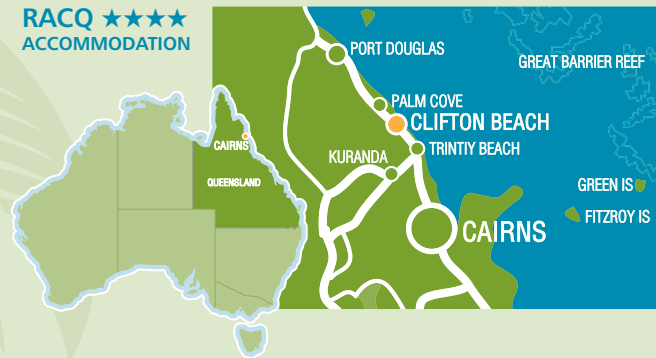 RACQ ★★★★
ACCOMMODATION
PORT DOUGLAS
GREAT BARRIER REEF
PALM COVE
CLIFTON BEACH
TRINTIY BEACH
KURANDA
CAIRNS
QUEENSLAND
GREEN IS
FITZROY IS
CAIRNS